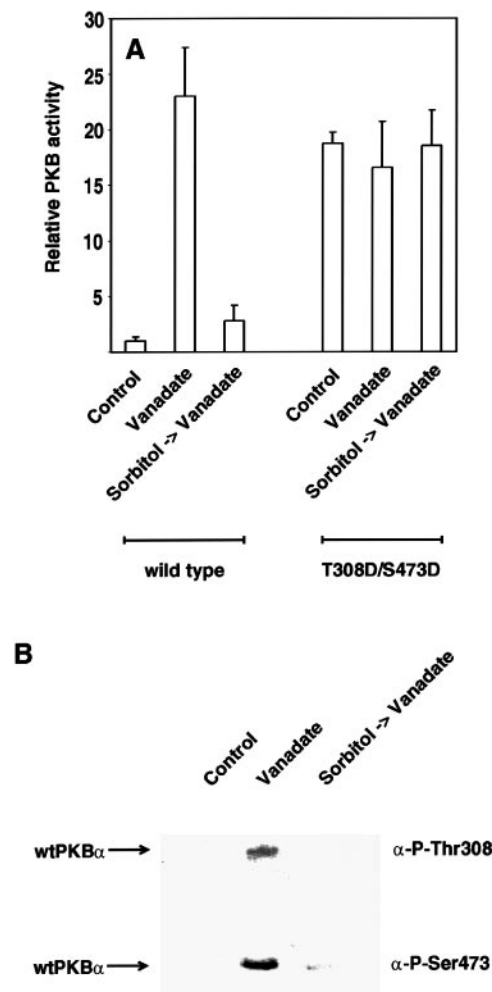 A
Relative PKB activity
30
25
20
15
10
5
Control
Vanadate
Sorbitol -> Vanadate
Control
Vanadate
Sorbitol -> Vanadate
wild type
T308D/S473D
B
Control
Vanadate
Sorbitol -> Vanadate
wtPKBα
α-P-Thr308
wtPKBα
α-P-Ser473